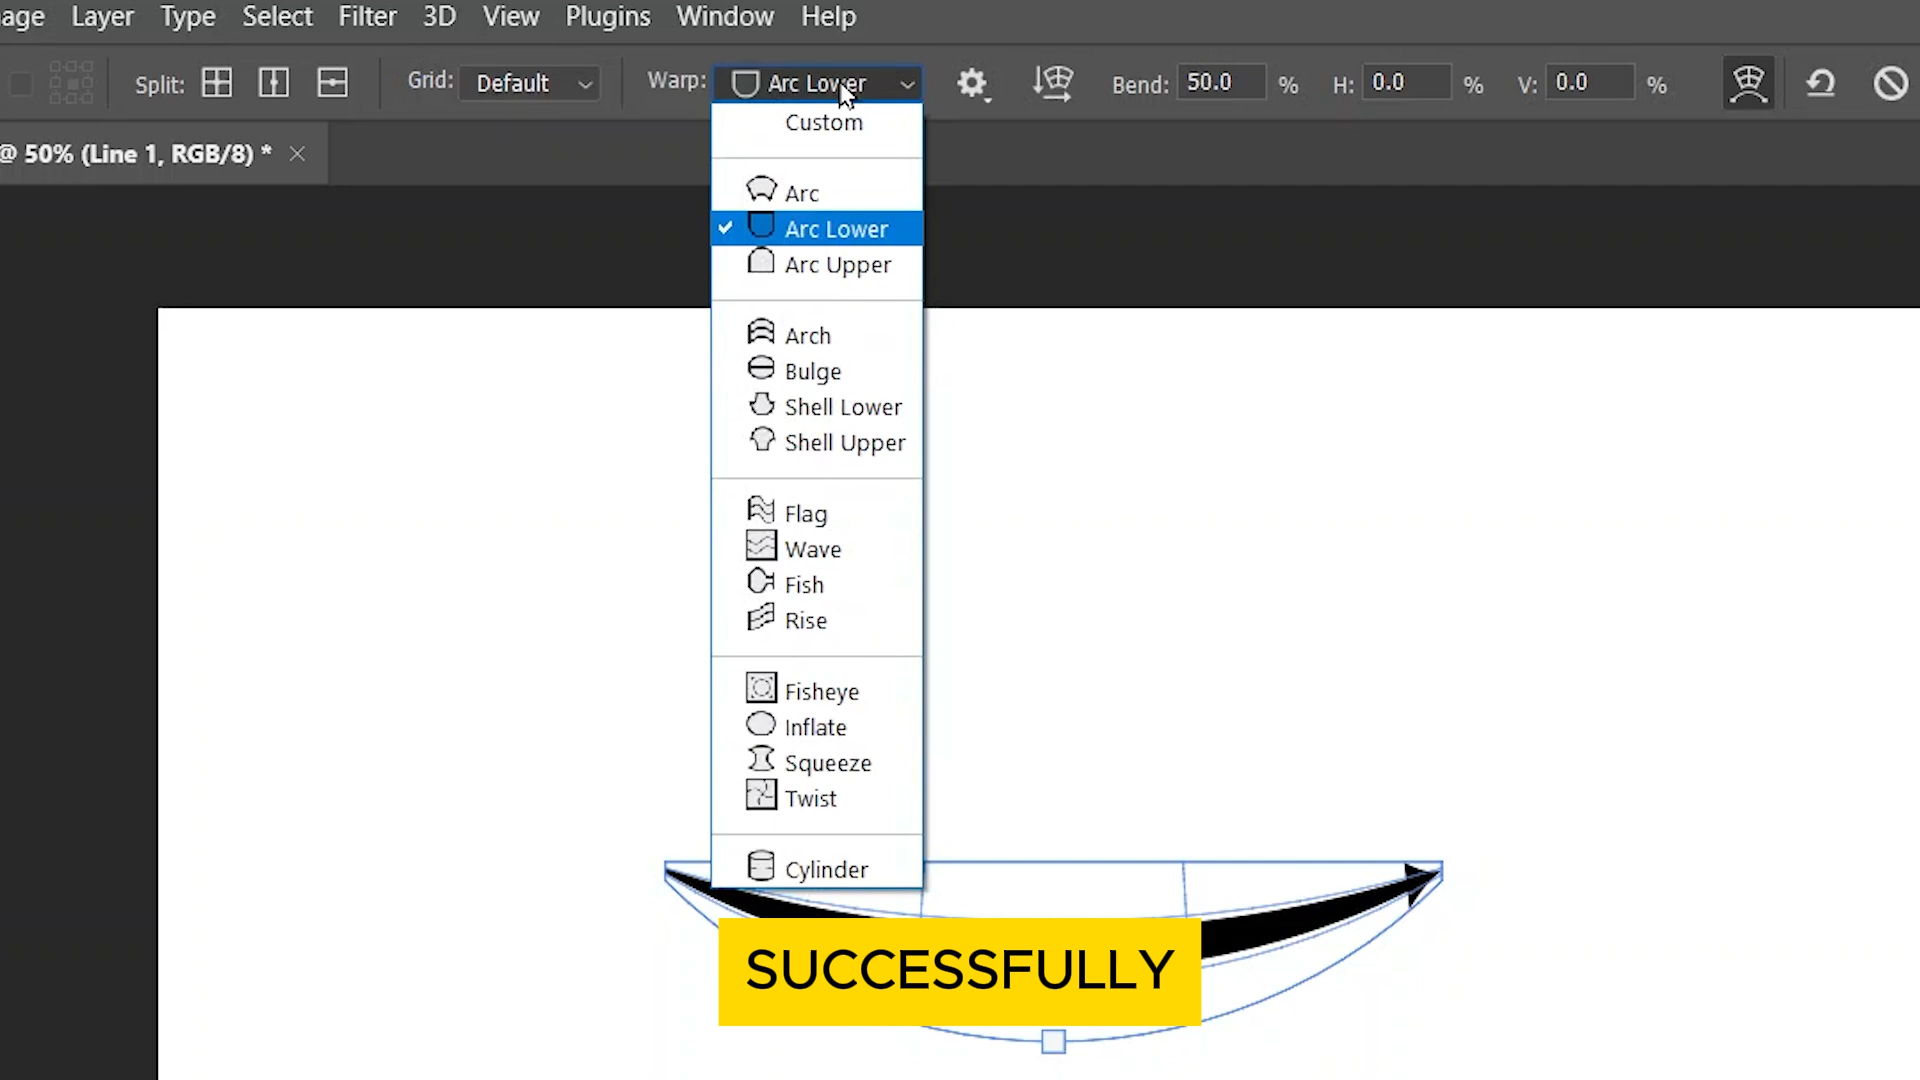 age Layer Type Select Filter 3D View Plugins Window Help
Split: Grid: Default Warp: Arc Lower Bend: 50.0 % H: 0.0 % V: 0.0 %
@ 50% (Line 1, RGB/8) *
Custom
Arc
Arc Lower
Arc Upper
Arch
Bulge
Shell Lower
Shell Upper
Flag
Wave
Fish
Rise
Fisheye
Inflate
Squeeze
Twist
Cylinder
SUCCESSFULLY